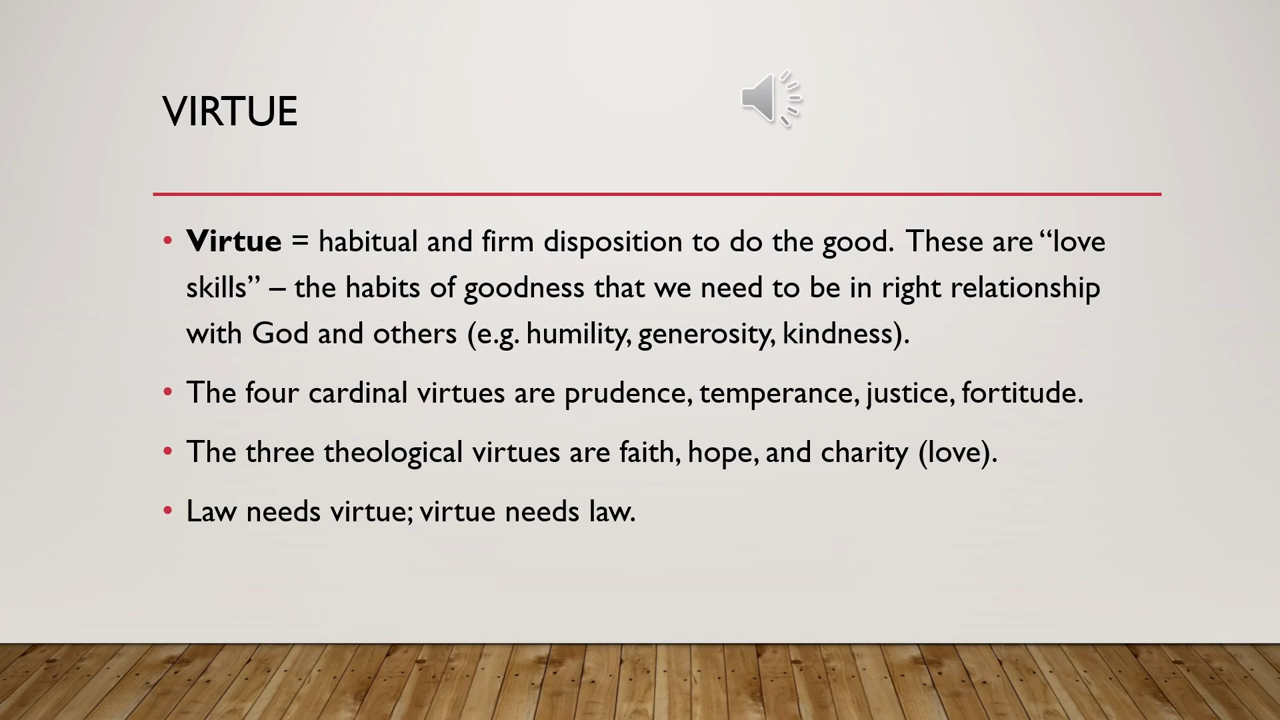 VIRTUE
• Virtue = habitual and firm disposition to do the good. These are “love
skills” – the habits of goodness that we need to be in right relationship
with God and others (e.g. humility, generosity, kindness).
• The four cardinal virtues are prudence, temperance, justice, fortitude.
• The three theological virtues are faith, hope, and charity (love).
• Law needs virtue; virtue needs law.